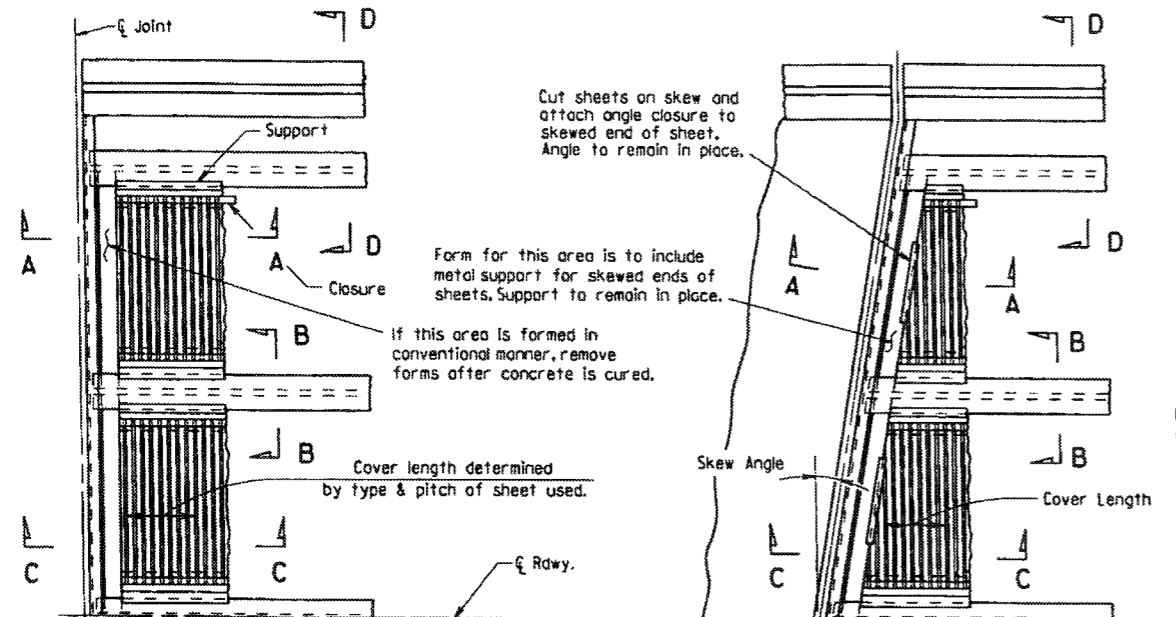 ℄ Joint
D
Support
A
A
D
Closure
If this area is formed in
conventional manner, remove
forms after concrete is cured.
B
B
Cover length determined
by type & pitch of sheet used.
C
C
℄ Rdwy.
D
Cut sheets on skew and
attach angle closure to
skewed end of sheet.
Angle to remain in place.
D
A
A
Form for this area is to include
metal support for skewed ends of
sheets. Support to remain in place.
B
B
Skew Angle
Cover Length
C
C